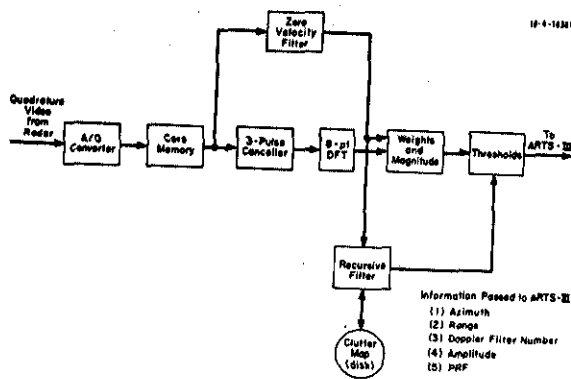 Zero
Velocity
Filter
Quadrature
Video
from
Radar
A/D
Converter
Core
Memory
3-Pulse
Canceller
8-pt
DFT
Weights
and
Magnitude
Thresholds
To
ARTS-III
Recursive
Filter
Clutter
Map
(disk)
Information Passed to ARTS-III
(1) Azimuth
(2) Range
(3) Doppler Filter Number
(4) Amplitude
(5) PRF